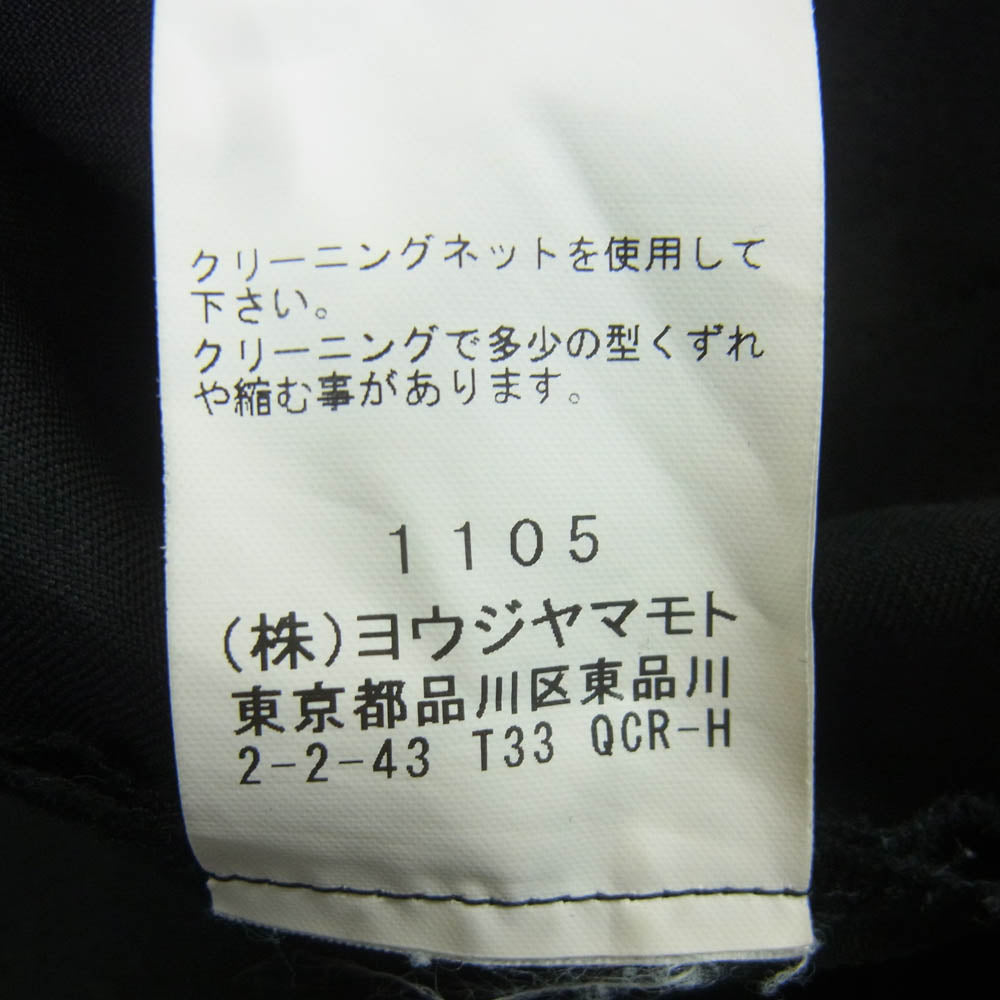 クリーニングネットを使用して
下さい。
クリーニングで多少の型くずれ
や縮む事があります。
1105
(株)ヨウジヤマモト
東京都品川区東品川
2-2-43 T33 QCR-H